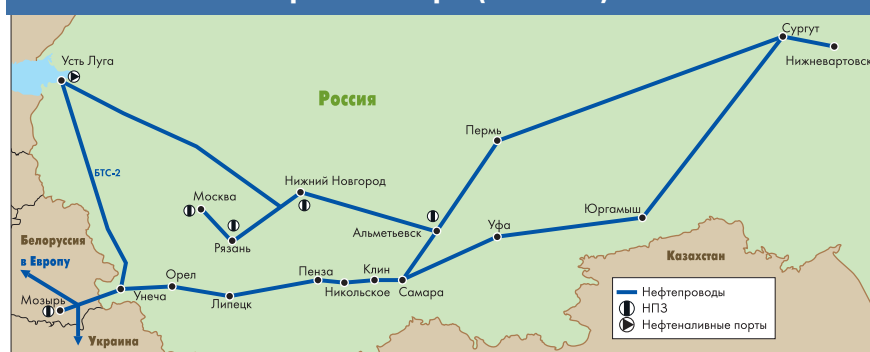 Сургут
Усть Луга
Нижневартовск
Россия
Пермь
БТС-2
Нижний Новгород
Москва
Юргамыш
Уфа
Альметьевск
Рязань
Белоруссия
в Европу
Казахстан
Орел
Пенза
Клин
Мозырь
Унеча
Никольское
Самара
Липецк
Украина
Нефтепроводы
НПЗ
Нефтеналивные порты